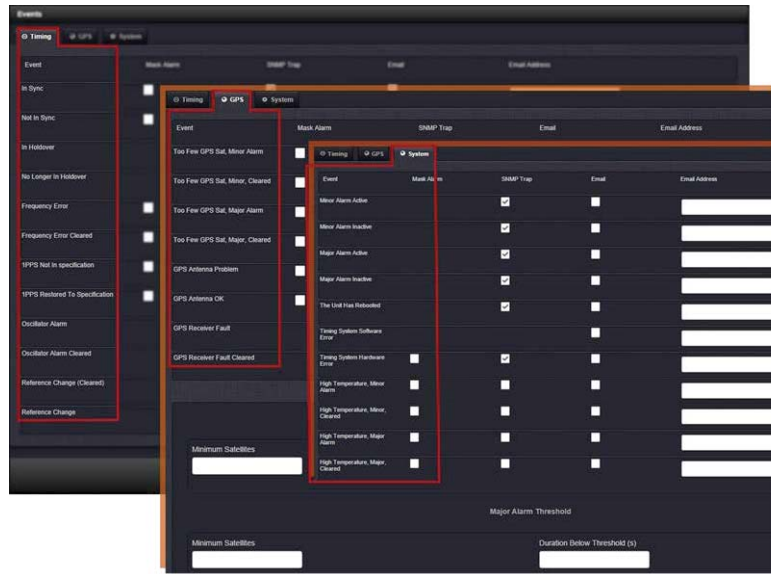 Events
Timing GPS System
Event Mask Alarm SNMP Trap Email Email Address
In Sync
Not In Sync
In Holdover
No Longer In Holdover
Frequency Error
Frequency Error Cleared
1PPS Not In specification
1PPS Restored To Specification
Oscillator Alarm
Oscillator Alarm Cleared
Reference Change (Cleared)
Reference Change
Timing GPS System
Event Mask Alarm SNMP Trap Email Email Address
Too Few GPS Sat, Minor Alarm
Too Few GPS Sat, Minor, Cleared
Too Few GPS Sat, Major Alarm
Too Few GPS Sat, Major, Cleared
GPS Antenna Problem
GPS Antenna OK
GPS Receiver Fault
GPS Receiver Fault Cleared
Minimum Satellites
Major Alarm Threshold
Minimum Satellites Duration Below Threshold (s)
Timing GPS System
Event Mask Alarm SNMP Trap Email Email Address
Minor Alarm Active
Minor Alarm Inactive
Major Alarm Active
Major Alarm Inactive
The Unit Has Rebooted
Timing System Software
Error
Timing System Hardware
Error
High Temperature, Minor
Alarm
High Temperature, Minor,
Cleared
High Temperature, Major
Alarm
High Temperature, Major,
Cleared